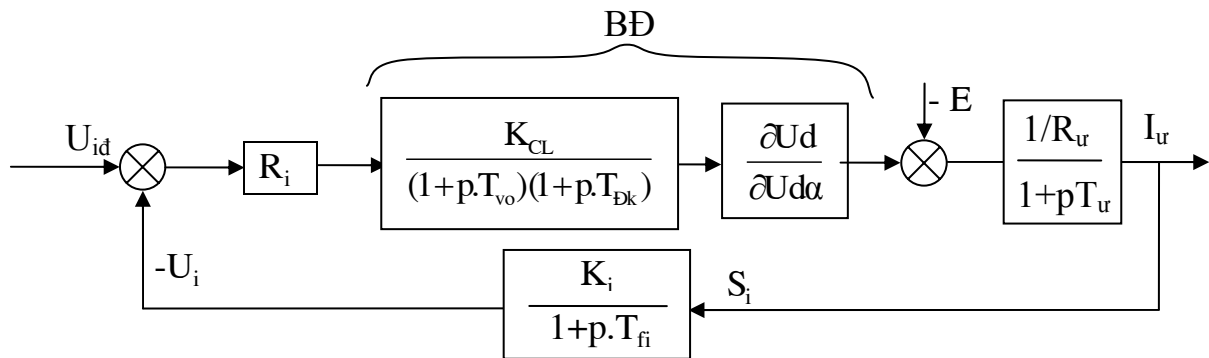 BĐ
U_iđ
R_i
K_CL
(1+p.T_vo)(1+p.T_Đk)
∂Ud
∂Udα
- E
1/R_ư
1+pT_ư
I_ư
-U_i
K_i
1+p.T_fi
S_i